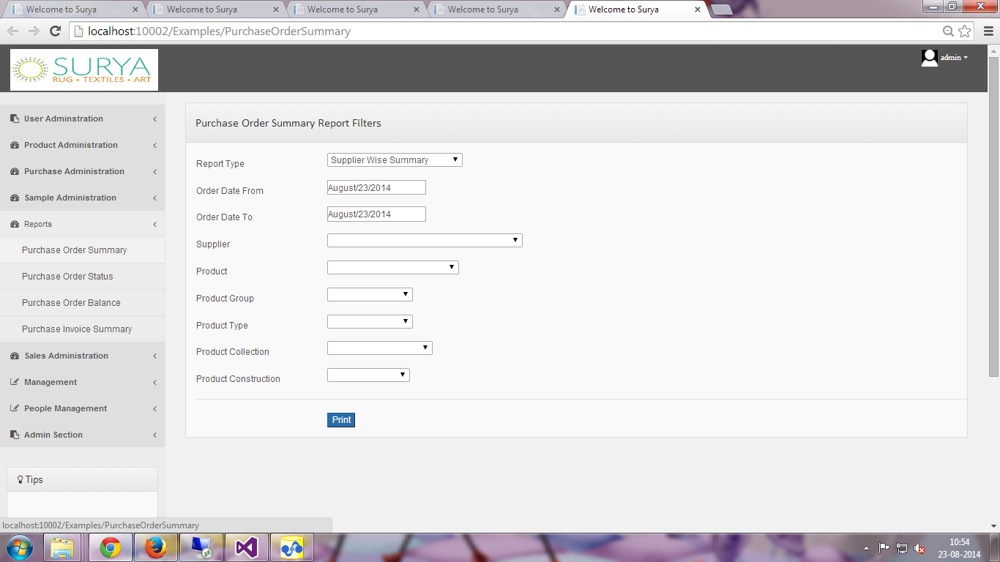 Welcome to Surya Welcome to Surya Welcome to Surya Welcome to Surya Welcome to Surya
localhost:10002/Examples/PurchaseOrderSummary
SURYA
RUG • TEXTILES • ART
admin
User Adminstration
Product Administration
Purchase Administration
Sample Administration
Reports
Purchase Order Summary
Purchase Order Status
Purchase Order Balance
Purchase Invoice Summary
Sales Administration
Management
People Management
Admin Section
Tips
Purchase Order Summary Report Filters
Report Type Supplier Wise Summary
Order Date From August/23/2014
Order Date To August/23/2014
Supplier
Product
Product Group
Product Type
Product Collection
Product Construction
Print
localhost:10002/Examples/PurchaseOrderSummary
10:54
23-08-2014